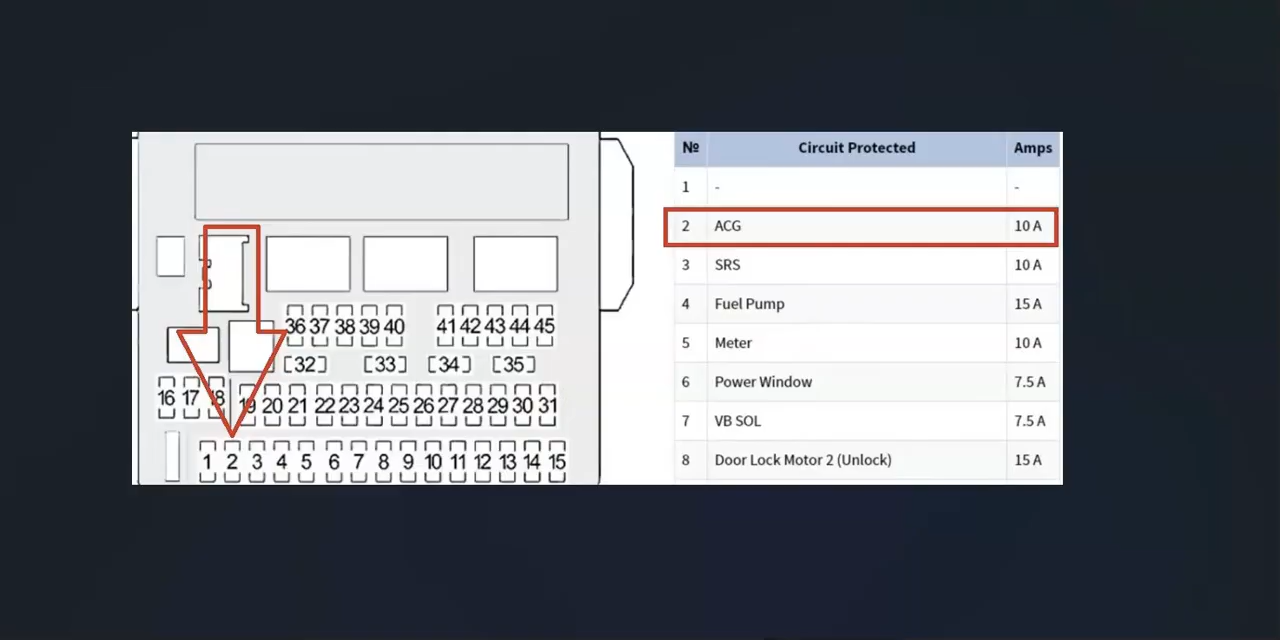 36 37 38 39 40 41 42 43 44 45
32 33 34 35
16 17 18 19 20 21 22 23 24 25 26 27 28 29 30 31
1 2 3 4 5 6 7 8 9 10 11 12 13 14 15
№ Circuit Protected Amps
1 - -
2 ACG 10 A
3 SRS 10 A
4 Fuel Pump 15 A
5 Meter 10 A
6 Power Window 7.5 A
7 VB SOL 7.5 A
8 Door Lock Motor 2 (Unlock) 15 A